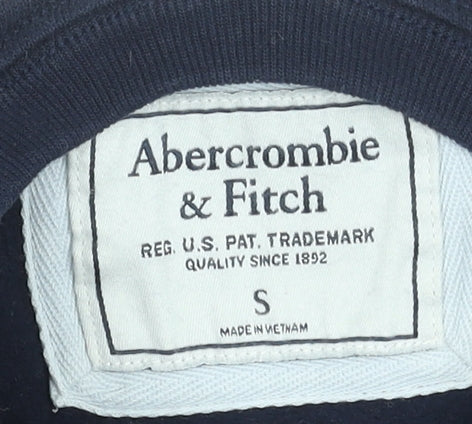 Abercrombie
& Fitch
REG. U.S. PAT. TRADEMARK
QUALITY SINCE 1892
S
MADE IN VIETNAM